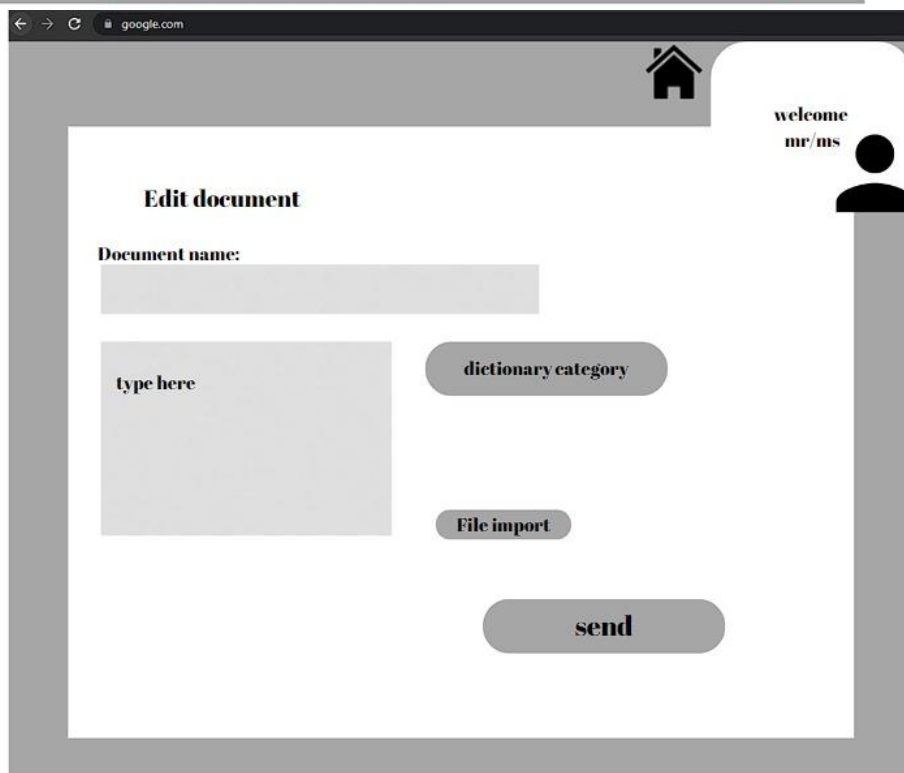 google.com
welcome
mr/ms
Edit document
Document name:
type here
dictionary category
File import
send